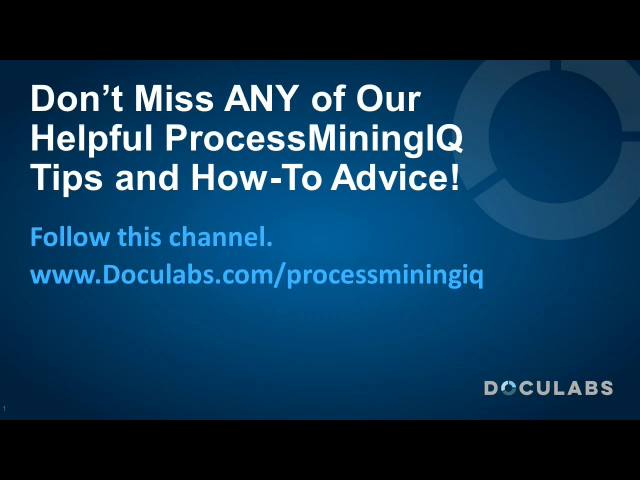 Don’t Miss ANY of Our
Helpful ProcessMiningIQ
Tips and How-To Advice!
Follow this channel.
www.Doculabs.com/processminingiq
DOCULABS
1